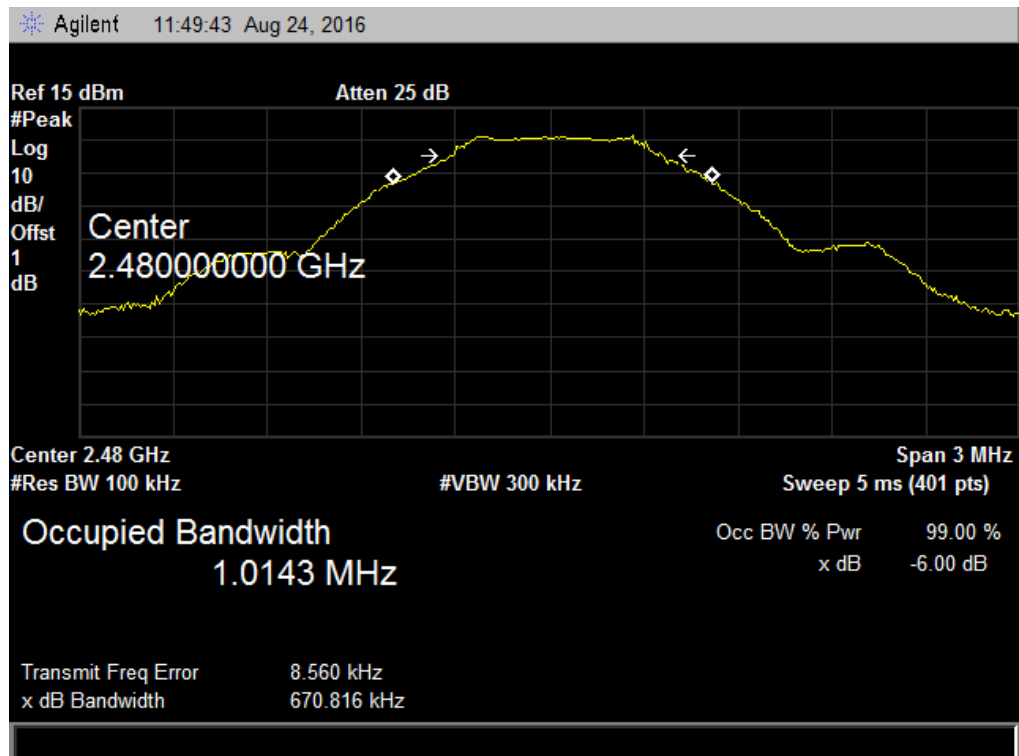 Agilent 11:49:43 Aug 24, 2016
Ref 15 dBm Atten 25 dB
#Peak
Log
10
dB/
Offst
1
dB
Center
2.480000000 GHz
Center 2.48 GHz Span 3 MHz
#Res BW 100 kHz #VBW 300 kHz Sweep 5 ms (401 pts)
Occupied Bandwidth Occ BW % Pwr 99.00 %
1.0143 MHz x dB -6.00 dB
Transmit Freq Error 8.560 kHz
x dB Bandwidth 670.816 kHz